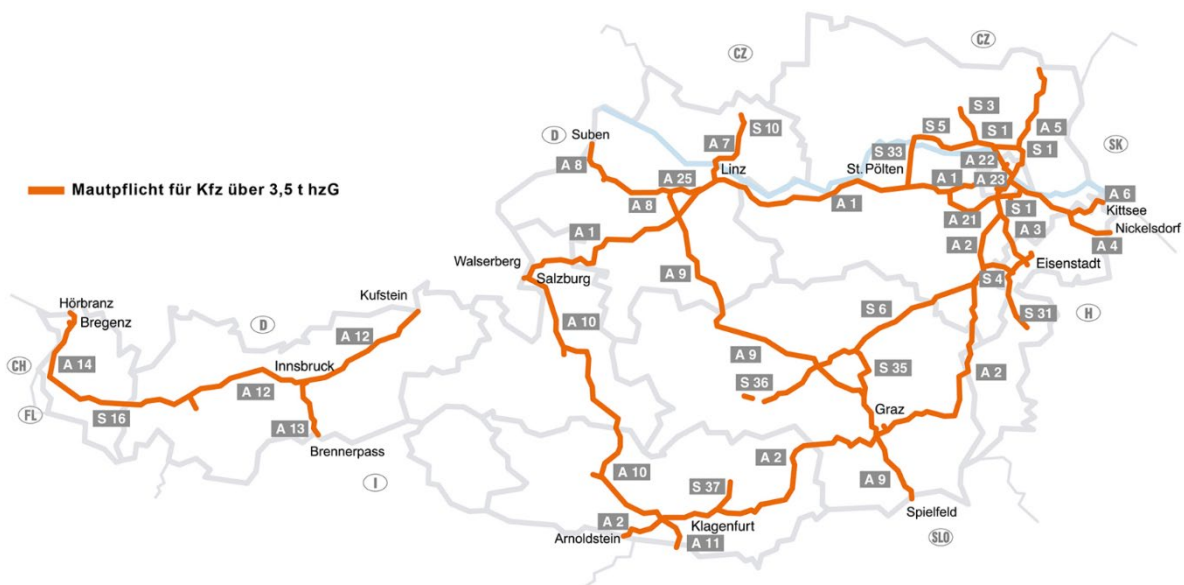 CZ
CZ
S 3
S 10
D
Suben
A 7
S 5
S 1
A 5
SK
S 33
S 1
A 8
A 25
Linz
St. Pölten
A 22
Mautpflicht für Kfz über 3,5 t hzG
A 8
A 1
A 23
A 6
Kittsee
A 1
A 21
S 1
Nickelsdorf
A 1
A 3
A 4
A 2
Walserberg
Salzburg
A 9
S 4
Eisenstadt
Hörbranz
Kufstein
Bregenz
D
A 12
A 10
S 6
S 31
H
CH
A 14
Innsbruck
A 9
S 35
A 2
FL
S 16
A 12
S 36
Graz
A 13
Brennerpass
A 10
A 2
I
S 37
A 9
Spielfeld
A 2
Klagenfurt
Arnoldstein
A 11
SLO